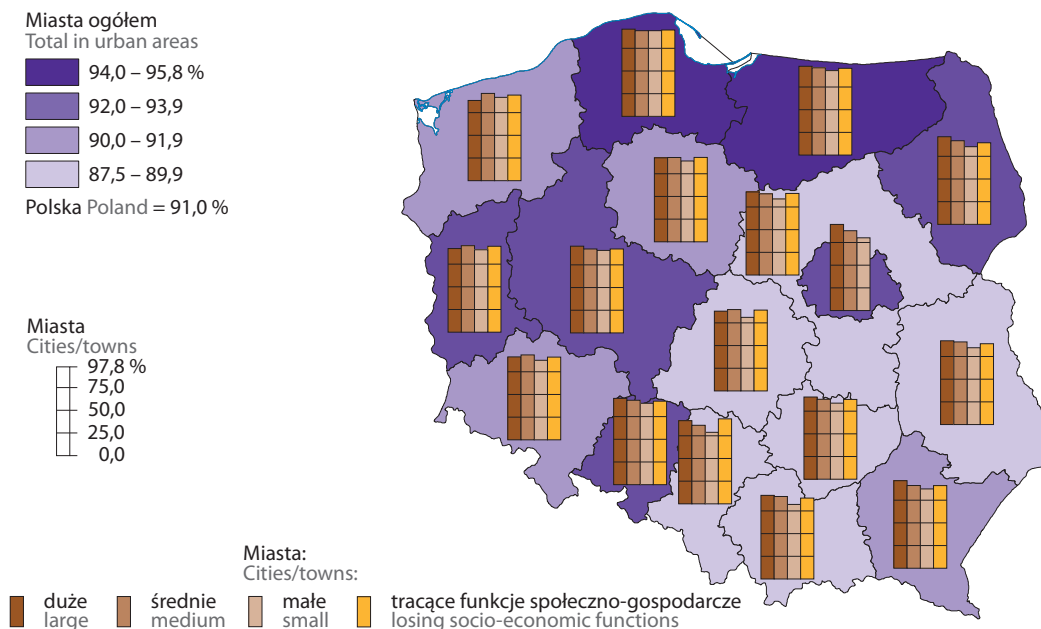 Miasta ogółem
Total in urban areas
94,0 – 95,8 %
92,0 – 93,9
90,0 – 91,9
87,5 – 89,9
Polska Poland = 91,0 %
Miasta
Cities/towns
97,8 %
75,0
50,0
25,0
0,0
Miasta:
Cities/towns:
duże
large
średnie
medium
małe
small
tracące funkcje społeczno-gospodarcze
losing socio-economic functions